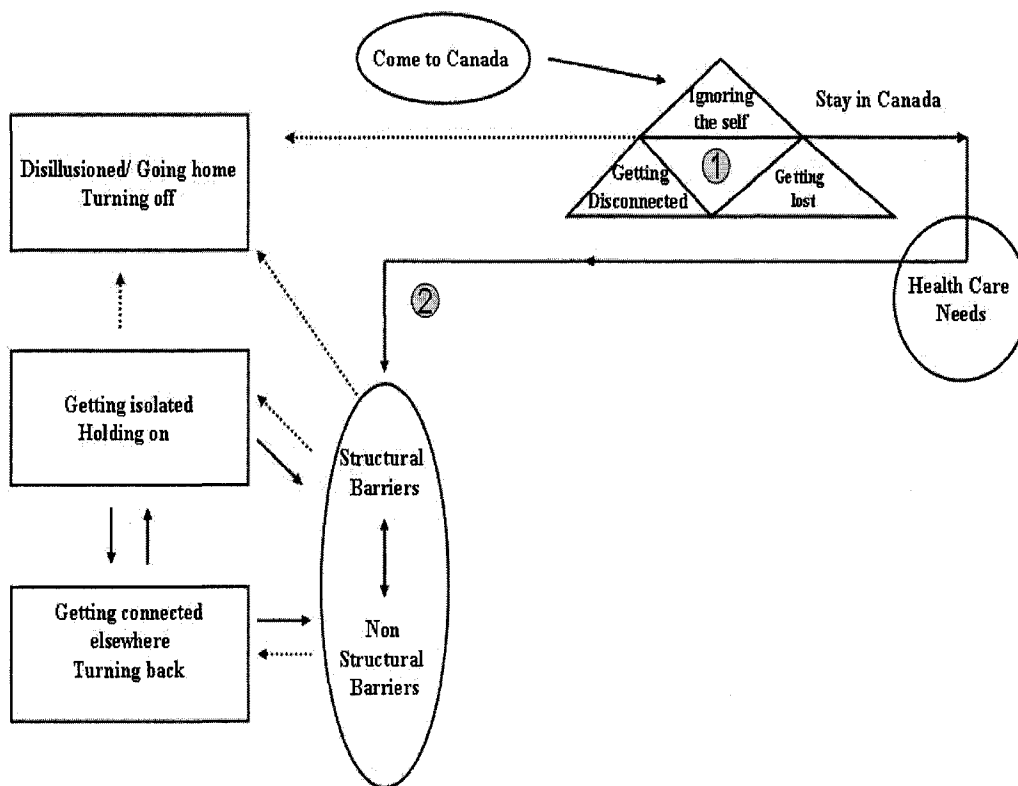 Come to Canada
Ignoring
the self
Stay in Canada
Disillusioned/ Going home
Turning off
1
Getting
Disconnected
Getting
lost
2
Health Care
Needs
Getting isolated
Holding on
Structural
Barriers
Getting connected
elsewhere
Turning back
Non
Structural
Barriers